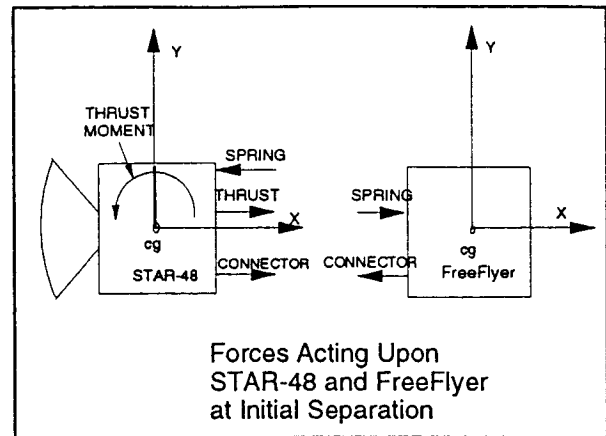 Y
Y
THRUST
MOMENT
SPRING
THRUST
SPRING
X
X
cg
cg
CONNECTOR
CONNECTOR
STAR-48
FreeFlyer
Forces Acting Upon
STAR-48 and FreeFlyer
at Initial Separation